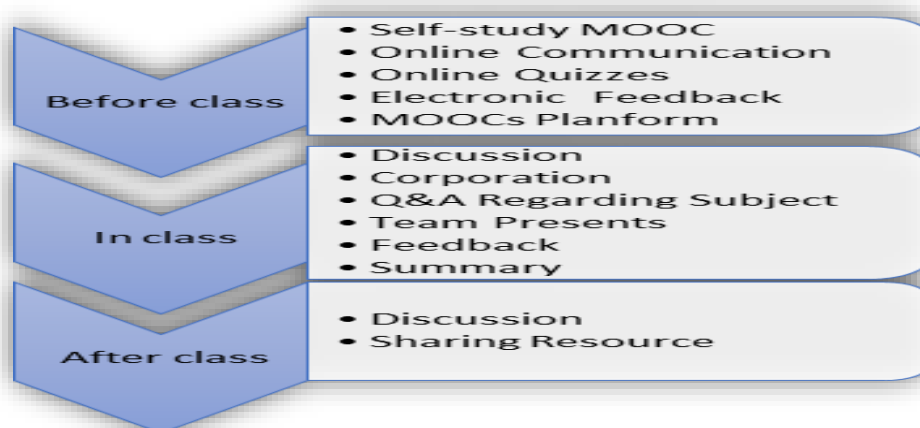 Before class
• Self-study MOOC
• Online Communication
• Online Quizzes
• Electronic Feedback
• MOOCs Planform
In class
• Discussion
• Corporation
• Q&A Regarding Subject
• Team Presents
• Feedback
• Summary
After class
• Discussion
• Sharing Resource